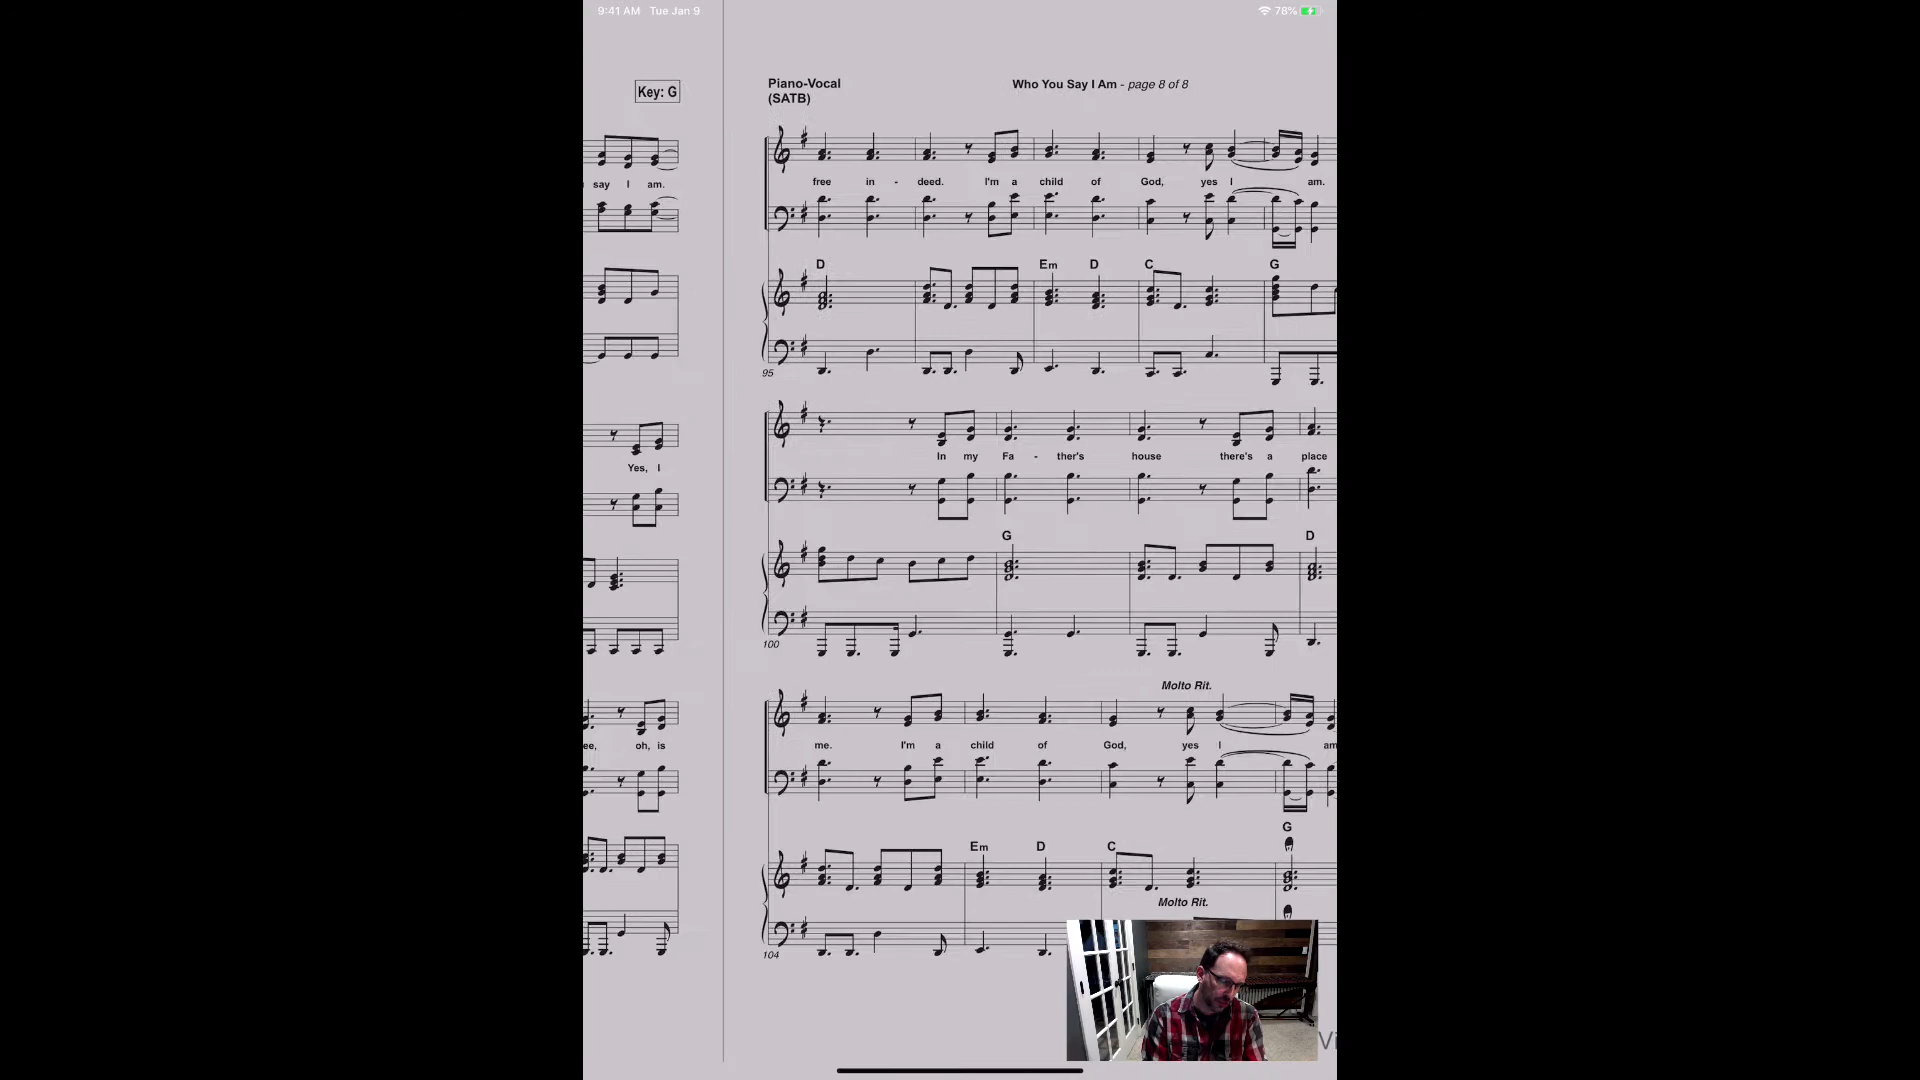 9:41 AM Tue Jan 9
78%
Key: G
Piano-Vocal
(SATB)
Who You Say I Am - page 8 of 8
say I am.
free in - deed. I'm a child of God, yes I am.
D Em D C G
95
Yes, I
In my Fa - ther's house there's a place
G D
100
Molto Rit.
oh, is
me. I'm a child of God, yes I am
G
Em D C
Molto Rit.
104